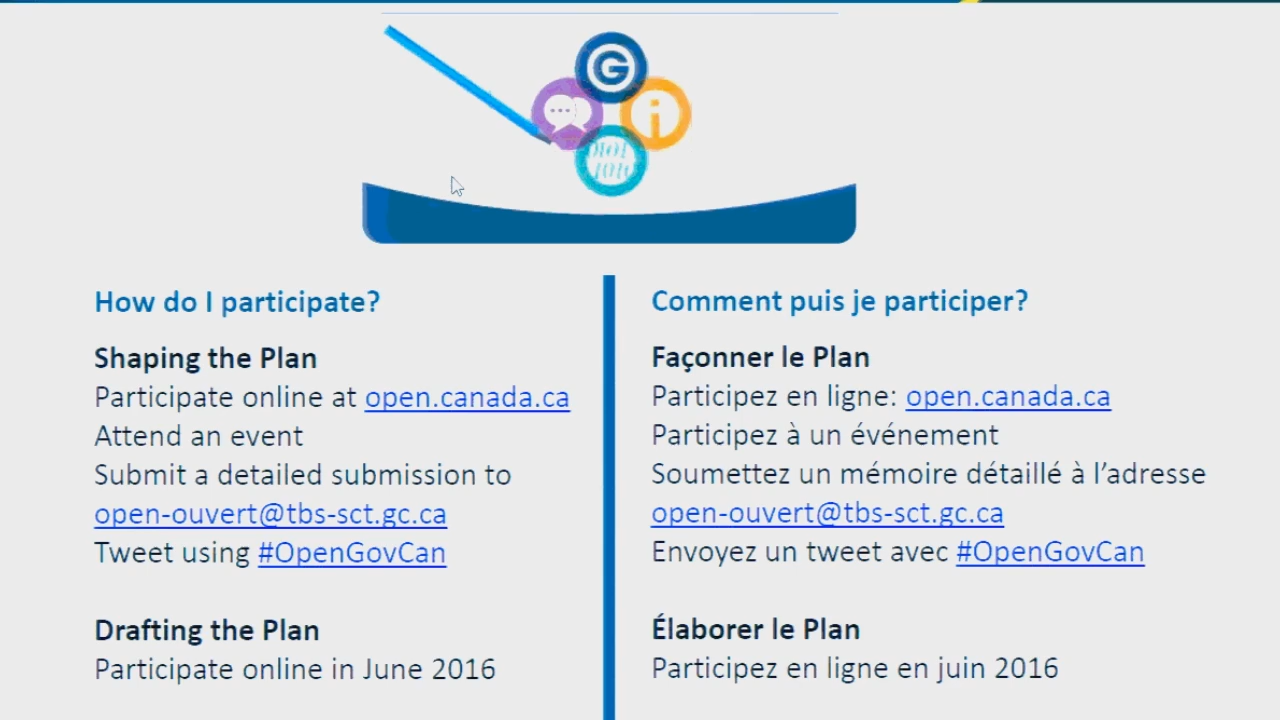 G
i
0101
1010
How do I participate?
Shaping the Plan
Participate online at open.canada.ca
Attend an event
Submit a detailed submission to
open-ouvert@tbs-sct.gc.ca
Tweet using #OpenGovCan
Drafting the Plan
Participate online in June 2016
Comment puis je participer?
Façonner le Plan
Participez en ligne: open.canada.ca
Participez à un événement
Soumettez un mémoire détaillé à l’adresse
open-ouvert@tbs-sct.gc.ca
Envoyez un tweet avec #OpenGovCan
Élaborer le Plan
Participez en ligne en juin 2016